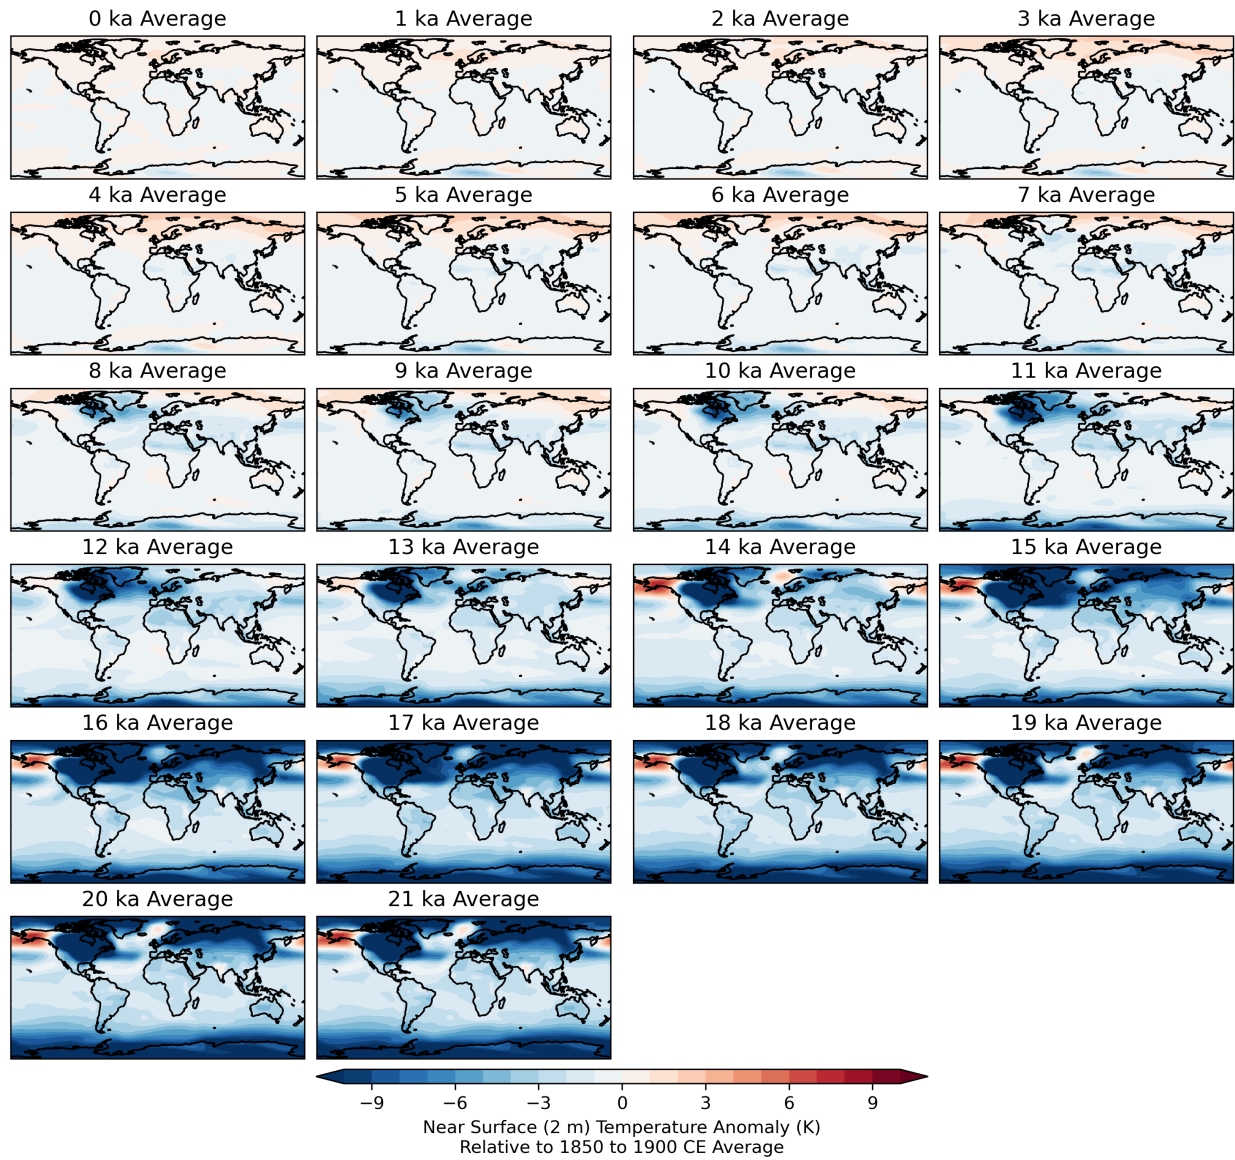 0 ka Average 1 ka Average 2 ka Average 3 ka Average
4 ka Average 5 ka Average 6 ka Average 7 ka Average
8 ka Average 9 ka Average 10 ka Average 11 ka Average
12 ka Average 13 ka Average 14 ka Average 15 ka Average
16 ka Average 17 ka Average 18 ka Average 19 ka Average
20 ka Average 21 ka Average
−9 −6 −3 0 3 6 9
Near Surface (2 m) Temperature Anomaly (K)
Relative to 1850 to 1900 CE Average